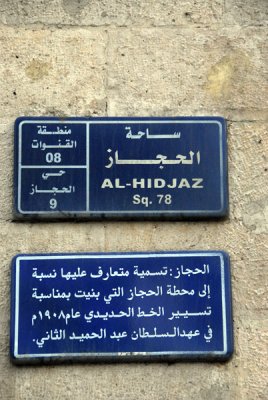 ساحة
الحجاز
AL-HIDJAZ
Sq. 78
منطقة
القنوات
08
حي
الحجاز
9
الحجاز: تسمية متعارف عليها نسبة
إلى محطة الحجاز التي بنيت بمناسبة
تسيير الخط الحديدي عام ١٩٠٨م
في عهد السلطان عبد الحميد الثاني.